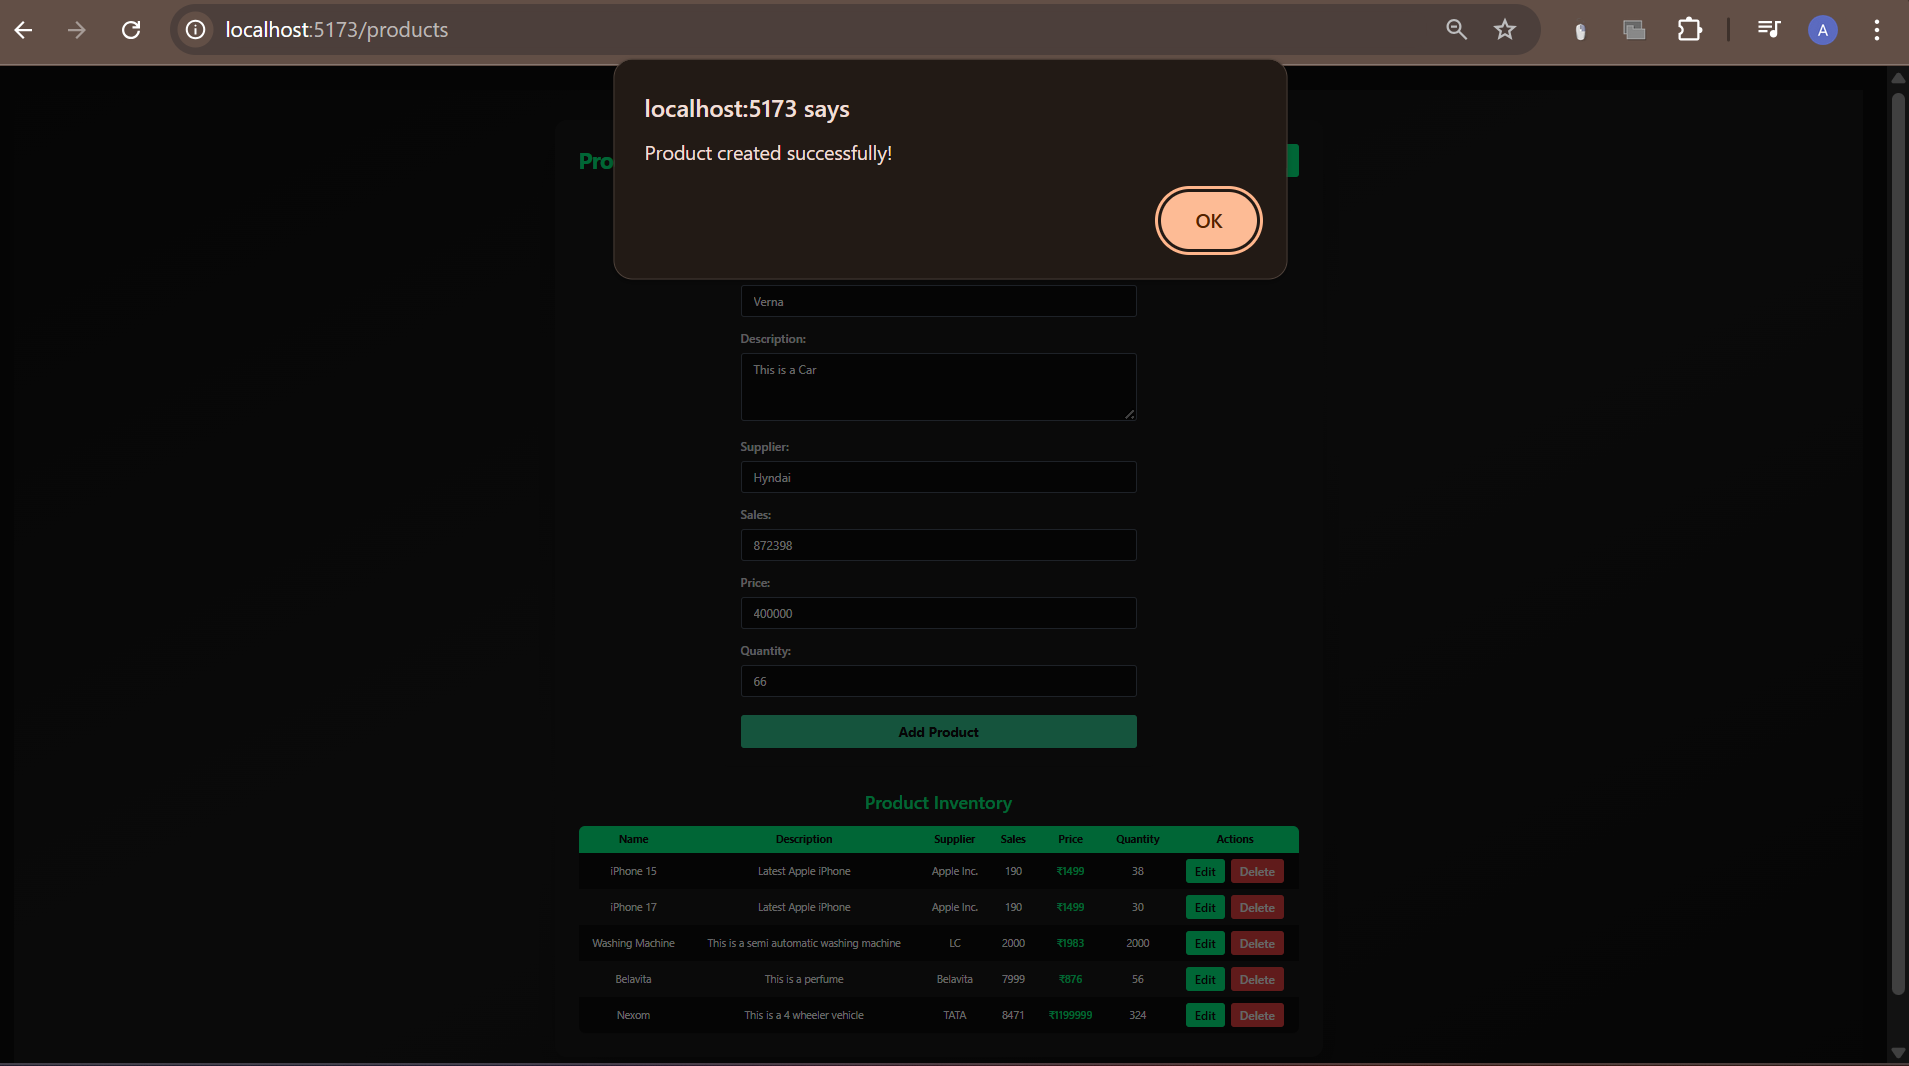 localhost:5173/products
A
localhost:5173 says
Product created successfully!
OK
Pro
Verna
Description:
This is a Car
Supplier:
Hyndai
Sales:
872398
Price:
400000
Quantity:
66
Add Product
Product Inventory
Name Description Supplier Sales Price Quantity Actions
iPhone 15 Latest Apple iPhone Apple Inc. 190 ₹1499 38 Edit Delete
iPhone 17 Latest Apple iPhone Apple Inc. 190 ₹1499 30 Edit Delete
Washing Machine This is a semi automatic washing machine LC 2000 ₹1983 2000 Edit Delete
Belavita This is a perfume Belavita 7999 ₹876 56 Edit Delete
Nexom This is a 4 wheeler vehicle TATA 8471 ₹1199999 324 Edit Delete